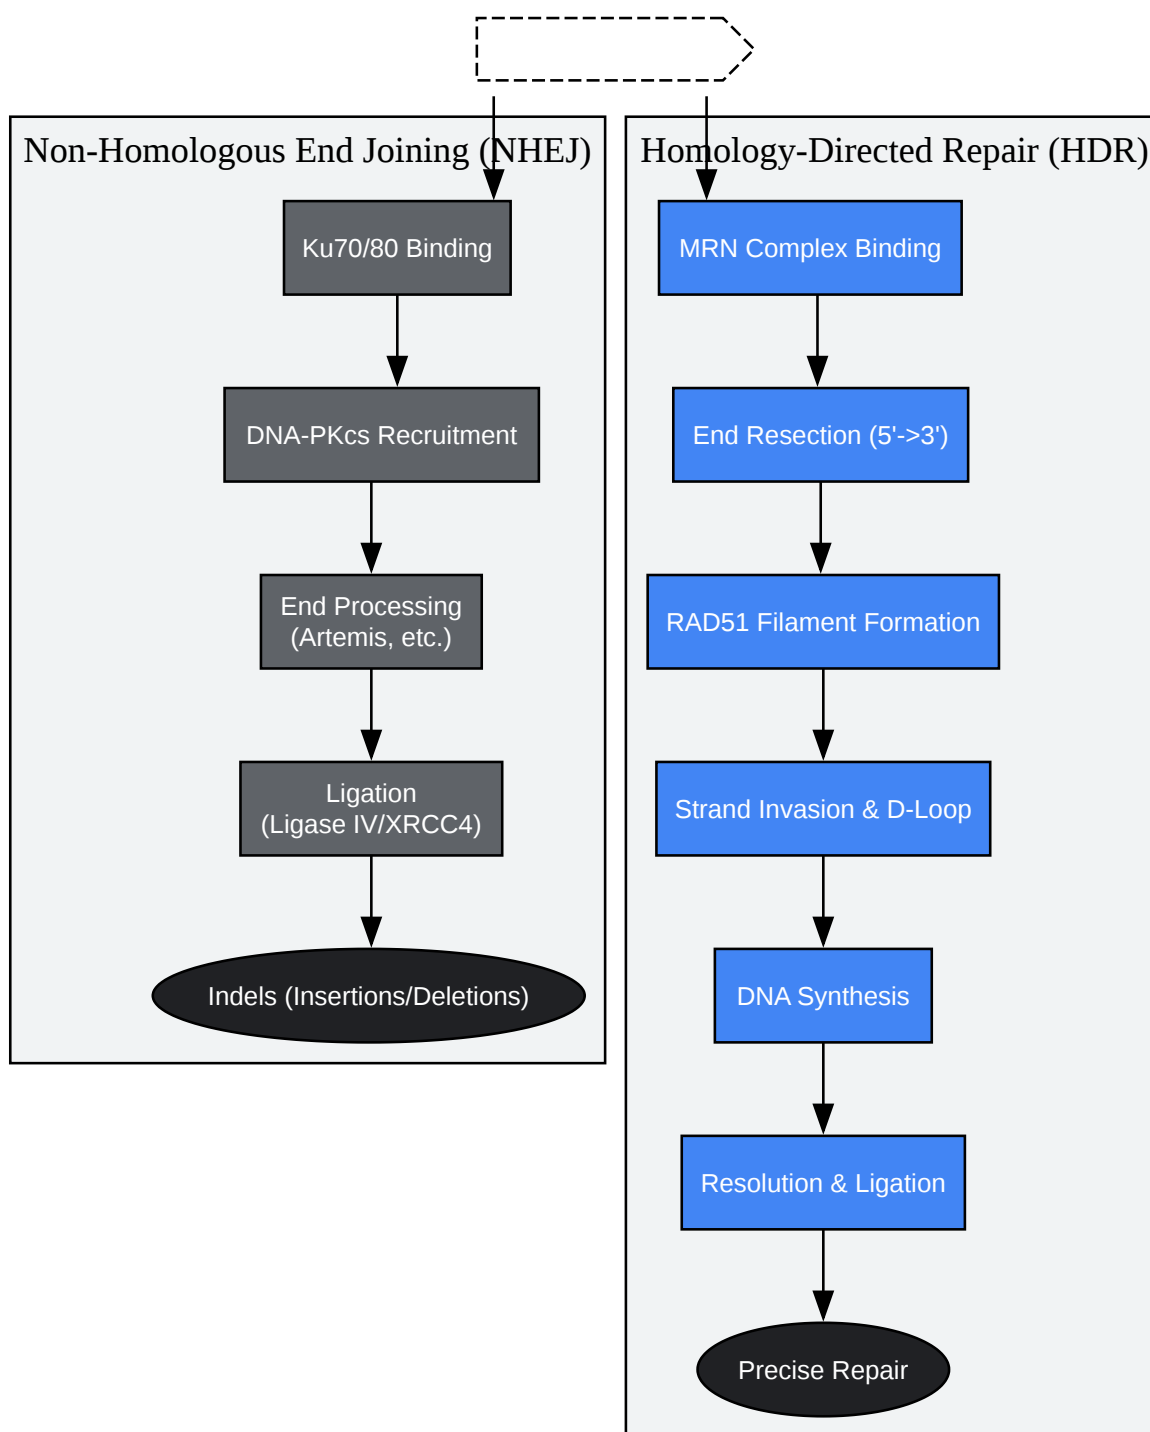 Non-Homologous End Joining (NHEJ)
Ku70/80 Binding
DNA-PKcs Recruitment
End Processing
(Artemis, etc.)
Ligation
(Ligase IV/XRCC4)
Indels (Insertions/Deletions)
Homology-Directed Repair (HDR)
MRN Complex Binding
End Resection (5'->3')
RAD51 Filament Formation
Strand Invasion & D-Loop
DNA Synthesis
Resolution & Ligation
Precise Repair